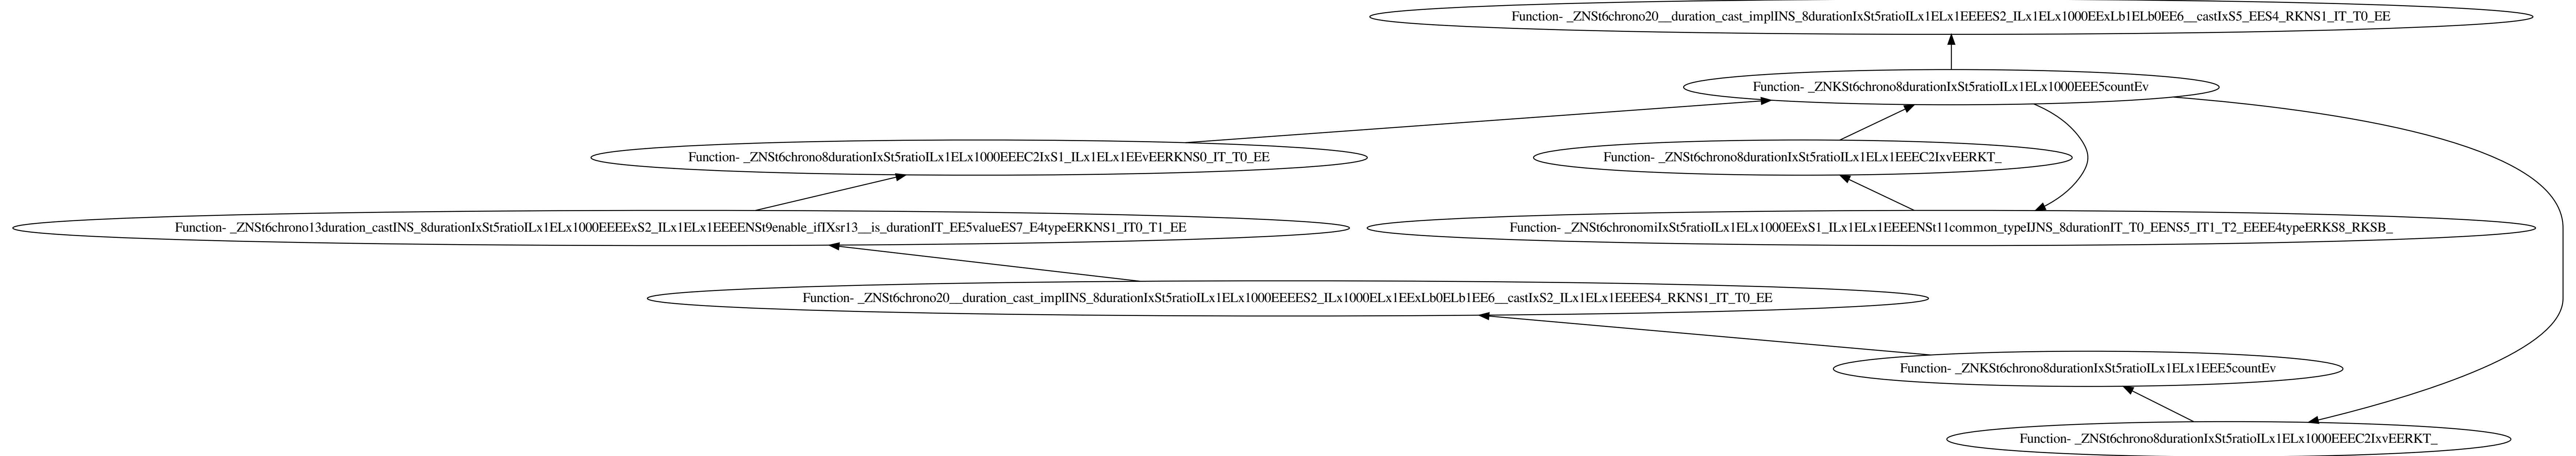 Function- _ZNSt6chrono20__duration_cast_implINS_8durationIxSt5ratioILx1ELx1EEEES2_ILx1ELx1000EExLb1ELb0EE6__castIxS5_EES4_RKNS1_IT_T0_EE
Function- _ZNKSt6chrono8durationIxSt5ratioILx1ELx1000EEE5countEv
Function- _ZNSt6chrono8durationIxSt5ratioILx1ELx1000EEEC2IxS1_ILx1ELx1EEvEERKNS0_IT_T0_EE
Function- _ZNSt6chrono8durationIxSt5ratioILx1ELx1EEEC2IxvEERKT_
Function- _ZNSt6chrono13duration_castINS_8durationIxSt5ratioILx1ELx1000EEEExS2_ILx1ELx1EEEENSt9enable_ifIXsr13__is_durationIT_EE5valueES7_E4typeERKNS1_IT0_T1_EE
Function- _ZNSt6chronomiIxSt5ratioILx1ELx1000EExS1_ILx1ELx1EEEENSt11common_typeIJNS_8durationIT_T0_EENS5_IT1_T2_EEEE4typeERKS8_RKSB_
Function- _ZNSt6chrono20__duration_cast_implINS_8durationIxSt5ratioILx1ELx1000EEEES2_ILx1000ELx1EExLb0ELb1EE6__castIxS2_ILx1ELx1EEEES4_RKNS1_IT_T0_EE
Function- _ZNKSt6chrono8durationIxSt5ratioILx1ELx1EEE5countEv
Function- _ZNSt6chrono8durationIxSt5ratioILx1ELx1000EEEC2IxvEERKT_